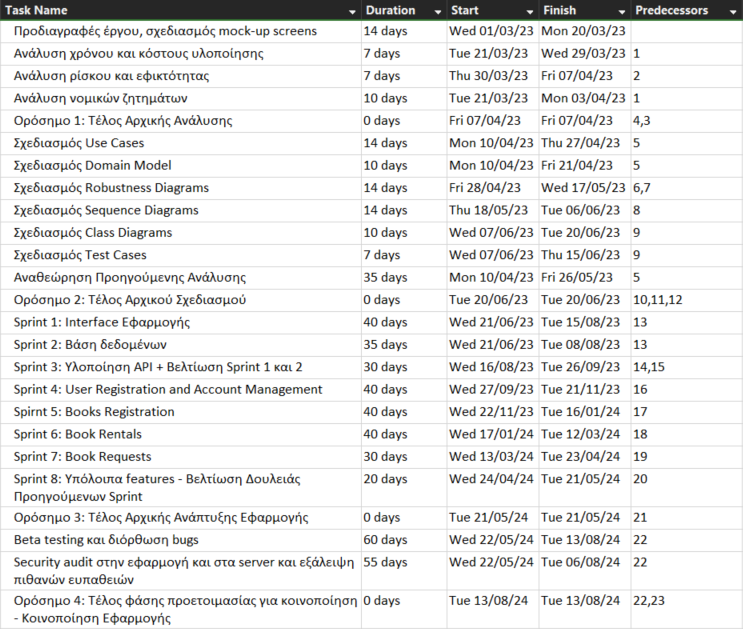 Task Name Duration Start Finish Predecessors
Προδιαγραφές έργου, σχεδιασμός mock-up screens 14 days Wed 01/03/23 Mon 20/03/23
Ανάλυση χρόνου και κόστους υλοποίησης 7 days Tue 21/03/23 Wed 29/03/23 1
Ανάλυση ρίσκου και εφικτότητας 7 days Thu 30/03/23 Fri 07/04/23 2
Ανάλυση νομικών ζητημάτων 10 days Tue 21/03/23 Mon 03/04/23 1
Ορόσημο 1: Τέλος Αρχικής Ανάλυσης 0 days Fri 07/04/23 Fri 07/04/23 4,3
Σχεδιασμός Use Cases 14 days Mon 10/04/23 Thu 27/04/23 5
Σχεδιασμός Domain Model 10 days Mon 10/04/23 Fri 21/04/23 5
Σχεδιασμός Robustness Diagrams 14 days Fri 28/04/23 Wed 17/05/23 6,7
Σχεδιασμός Sequence Diagrams 14 days Thu 18/05/23 Tue 06/06/23 8
Σχεδιασμός Class Diagrams 10 days Wed 07/06/23 Tue 20/06/23 9
Σχεδιασμός Test Cases 7 days Wed 07/06/23 Thu 15/06/23 9
Αναθεώρηση Προηγούμενης Ανάλυσης 35 days Mon 10/04/23 Fri 26/05/23 5
Ορόσημο 2: Τέλος Αρχικού Σχεδιασμού 0 days Tue 20/06/23 Tue 20/06/23 10,11,12
Sprint 1: Interface Εφαρμογής 40 days Wed 21/06/23 Tue 15/08/23 13
Sprint 2: Βάση δεδομένων 35 days Wed 21/06/23 Tue 08/08/23 13
Sprint 3: Υλοποίηση API + Βελτίωση Sprint 1 και 2 30 days Wed 16/08/23 Tue 26/09/23 14,15
Sprint 4: User Registration and Account Management 40 days Wed 27/09/23 Tue 21/11/23 16
Spirnt 5: Books Registration 40 days Wed 22/11/23 Tue 16/01/24 17
Sprint 6: Book Rentals 40 days Wed 17/01/24 Tue 12/03/24 18
Sprint 7: Book Requests 30 days Wed 13/03/24 Tue 23/04/24 19
Sprint 8: Υπόλοιπα features - Βελτίωση Δουλειάς 20 days Wed 24/04/24 Tue 21/05/24 20
Προηγούμενων Sprint
Ορόσημο 3: Τέλος Αρχικής Ανάπτυξης Εφαρμογής 0 days Tue 21/05/24 Tue 21/05/24 21
Beta testing και διόρθωση bugs 60 days Wed 22/05/24 Tue 13/08/24 22
Security audit στην εφαρμογή και στα server και εξάλειψη 55 days Wed 22/05/24 Tue 06/08/24 22
πιθανών ευπαθειών
Ορόσημο 4: Τέλος φάσης προετοιμασίας για κοινοποίηση 0 days Tue 13/08/24 Tue 13/08/24 22,23
- Κοινοποίηση Εφαρμογής